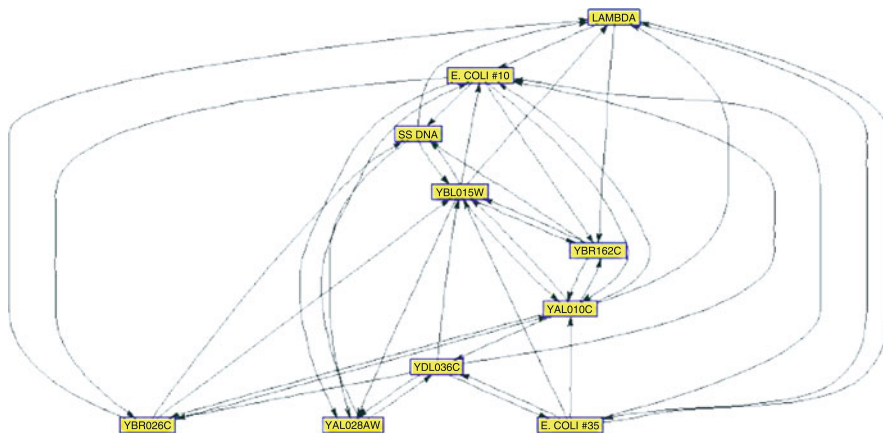 LAMBDA
E. COLI #10
SS DNA
YBL015W
YBR162C
YAL010C
YDL036C
YBR026C
YAL028AW
E. COLI #35